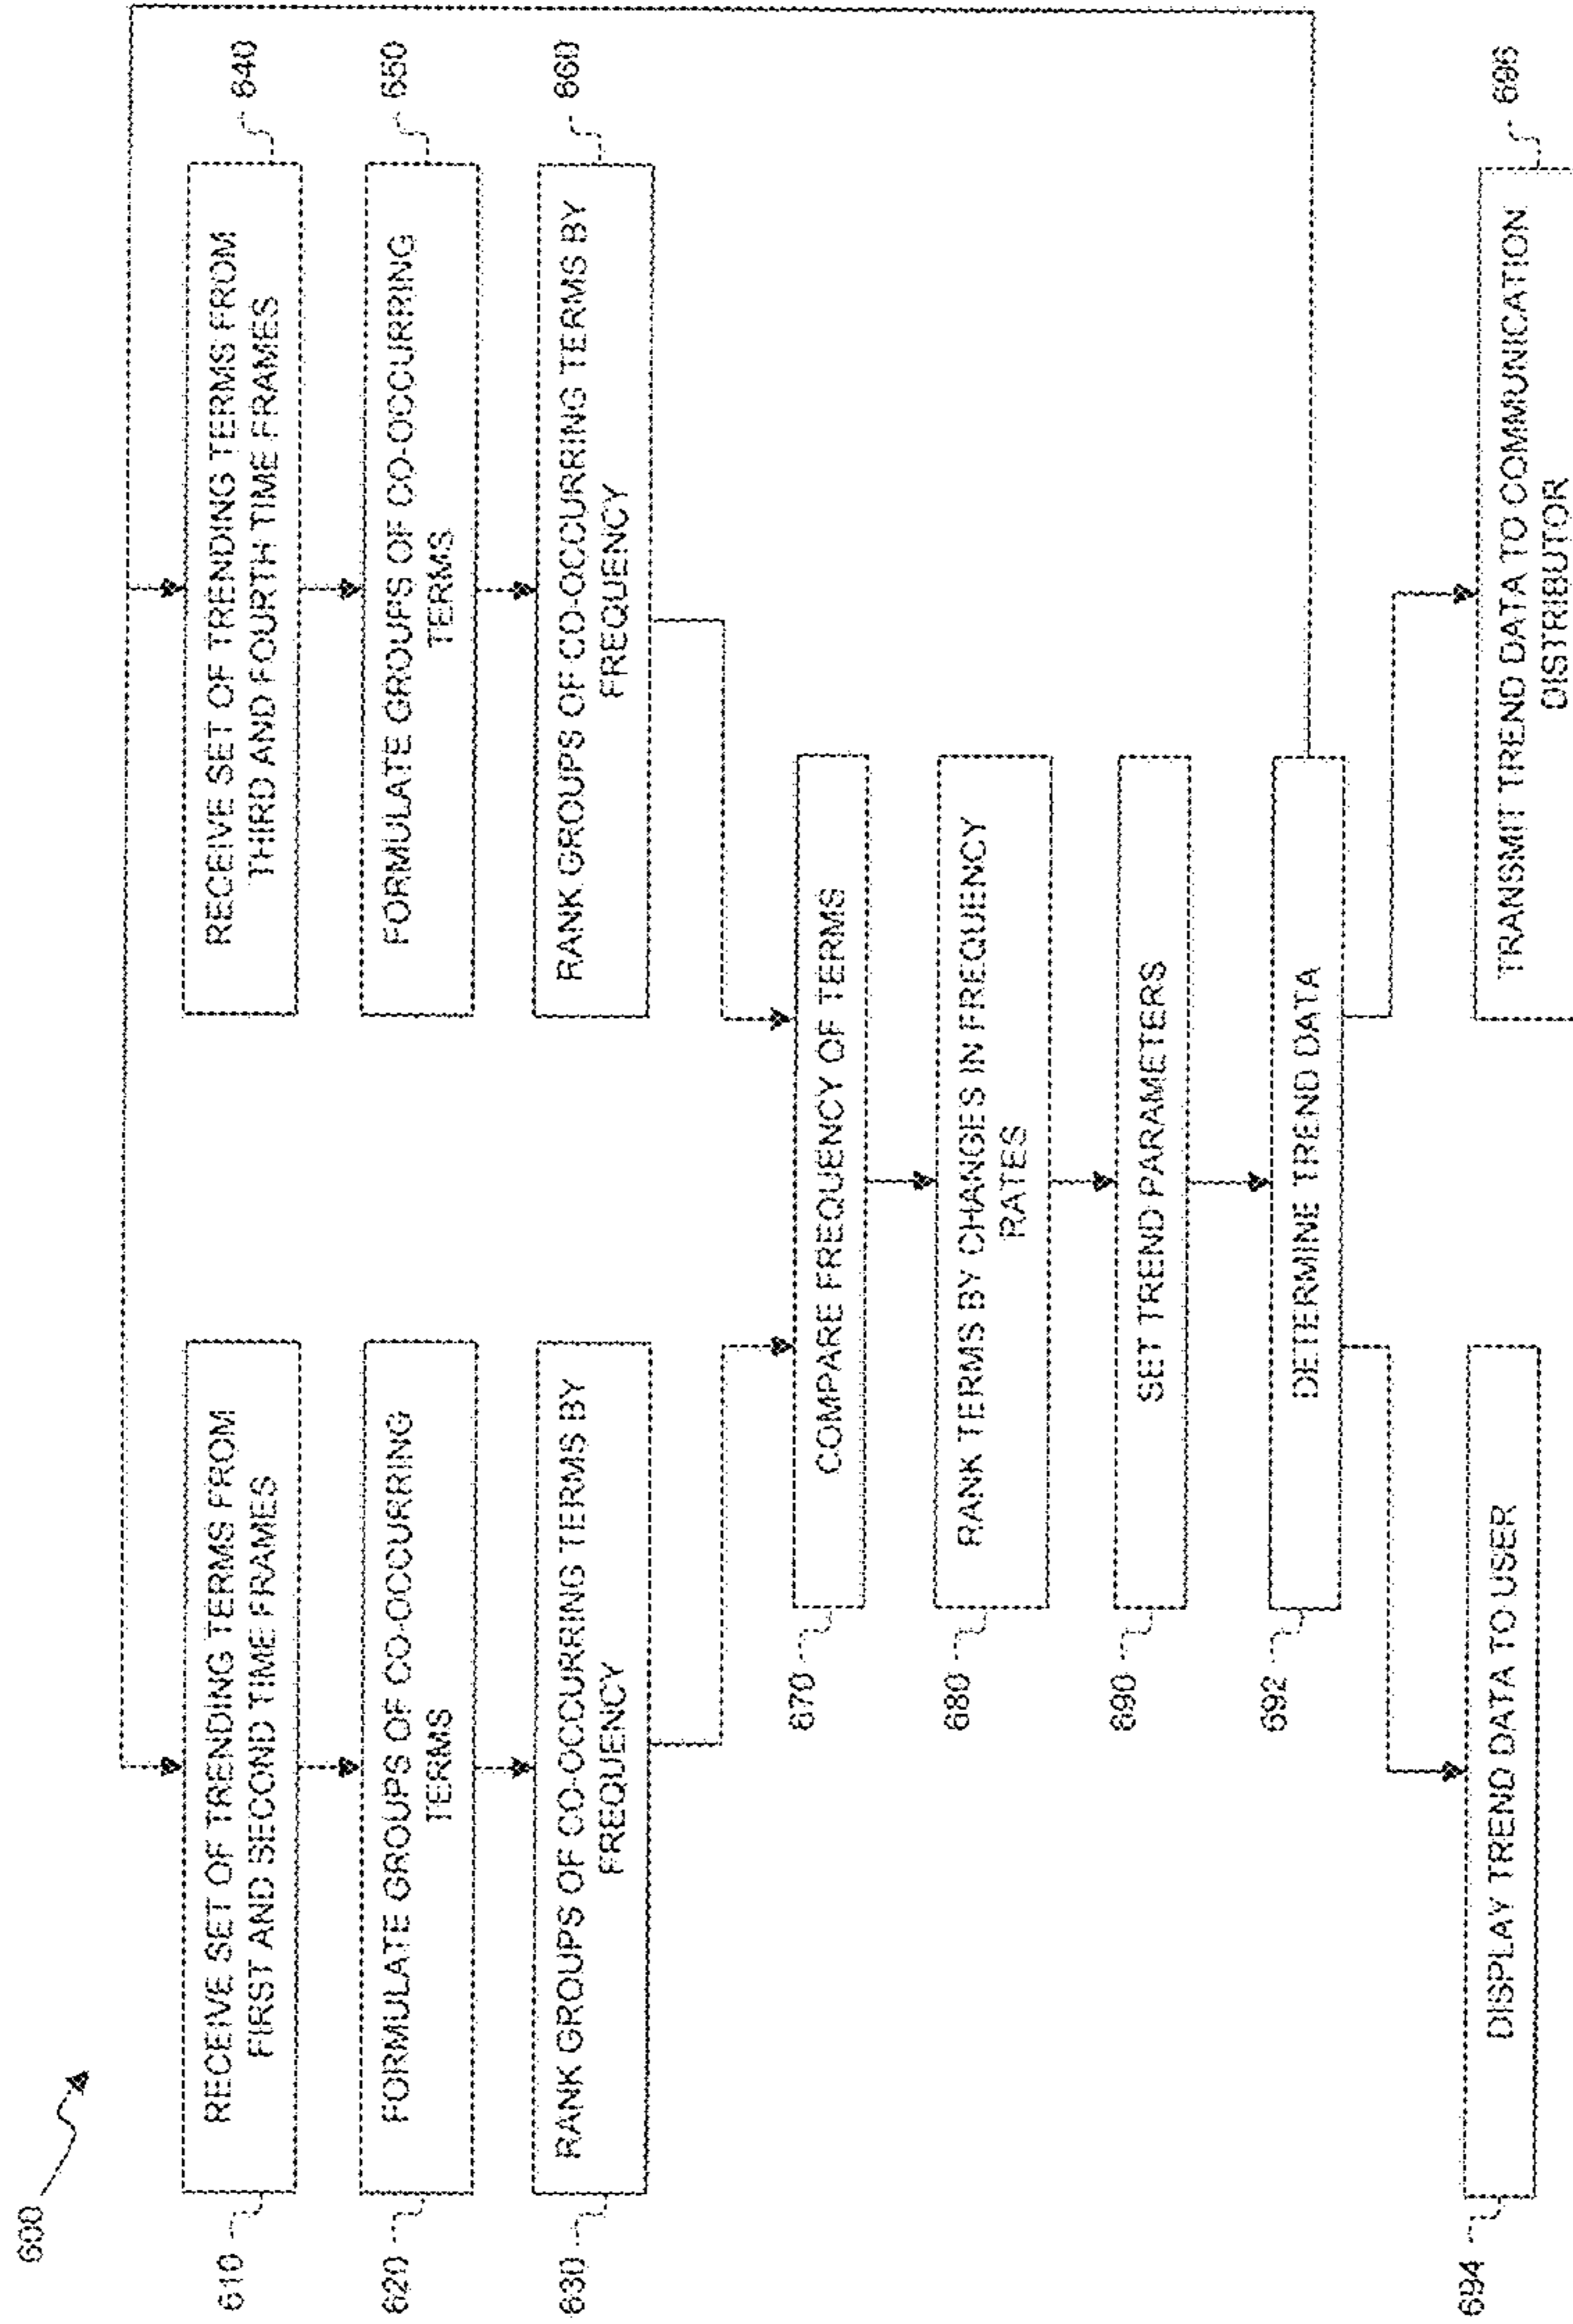 600
610
RECEIVE SET OF TRENDING TERMS FROM
FIRST AND SECOND TIME FRAMES
620
FORMULATE GROUPS OF CO-OCCURRING
TERMS
630
RANK GROUPS OF CO-OCCURRING TERMS BY
FREQUENCY
RECEIVE SET OF TRENDING TERMS FROM
THIRD AND FOURTH TIME FRAMES
640
FORMULATE GROUPS OF CO-OCCURRING
TERMS
650
RANK GROUPS OF CO-OCCURRING TERMS BY
FREQUENCY
660
670
COMPARE FREQUENCY OF TERMS
680
RANK TERMS BY CHANGES IN FREQUENCY
RATES
690
SET TREND PARAMETERS
692
DETERMINE TREND DATA
694
DISPLAY TREND DATA TO USER
TRANSMIT TREND DATA TO COMMUNICATION
DISTRIBUTOR
696